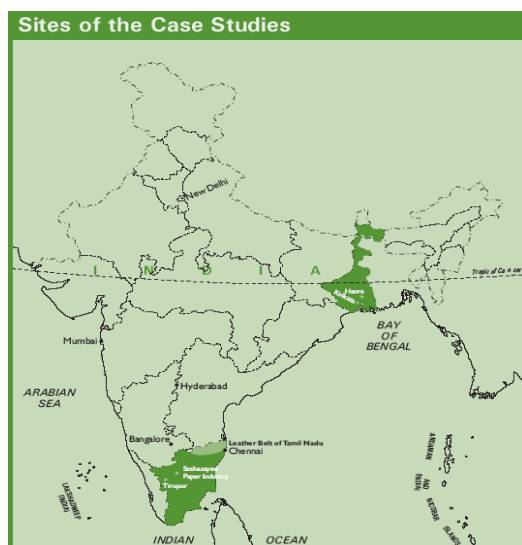 Sites of the Case Studies
New Delhi
I N D I A
Tropic of Cancer
Haora
Kolkata
Mumbai
BAY
OF
BENGAL
Hyderabad
ARABIAN
SEA
Bangalore
Leather Belt of Tamil Nadu
Chennai
Seshasayee
Paper Industry
Tirupur
LAKSHADWEEP
(INDIA)
ANDAMAN
AND
NICOBAR
ISLANDS
(INDIA)
INDIAN
OCEAN